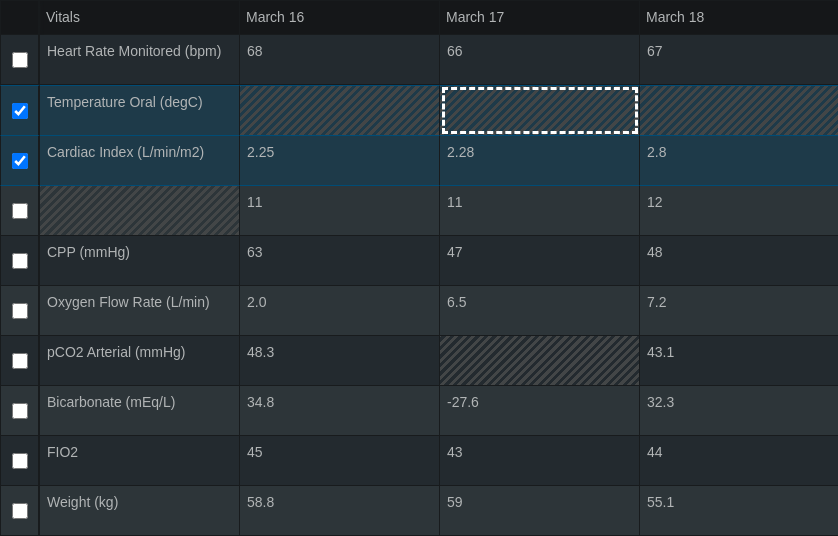 Vitals March 16 March 17 March 18
Heart Rate Monitored (bpm) 68 66 67
Temperature Oral (degC)
Cardiac Index (L/min/m2) 2.25 2.28 2.8
11 11 12
CPP (mmHg) 63 47 48
Oxygen Flow Rate (L/min) 2.0 6.5 7.2
pCO2 Arterial (mmHg) 48.3 43.1
Bicarbonate (mEq/L) 34.8 -27.6 32.3
FIO2 45 43 44
Weight (kg) 58.8 59 55.1